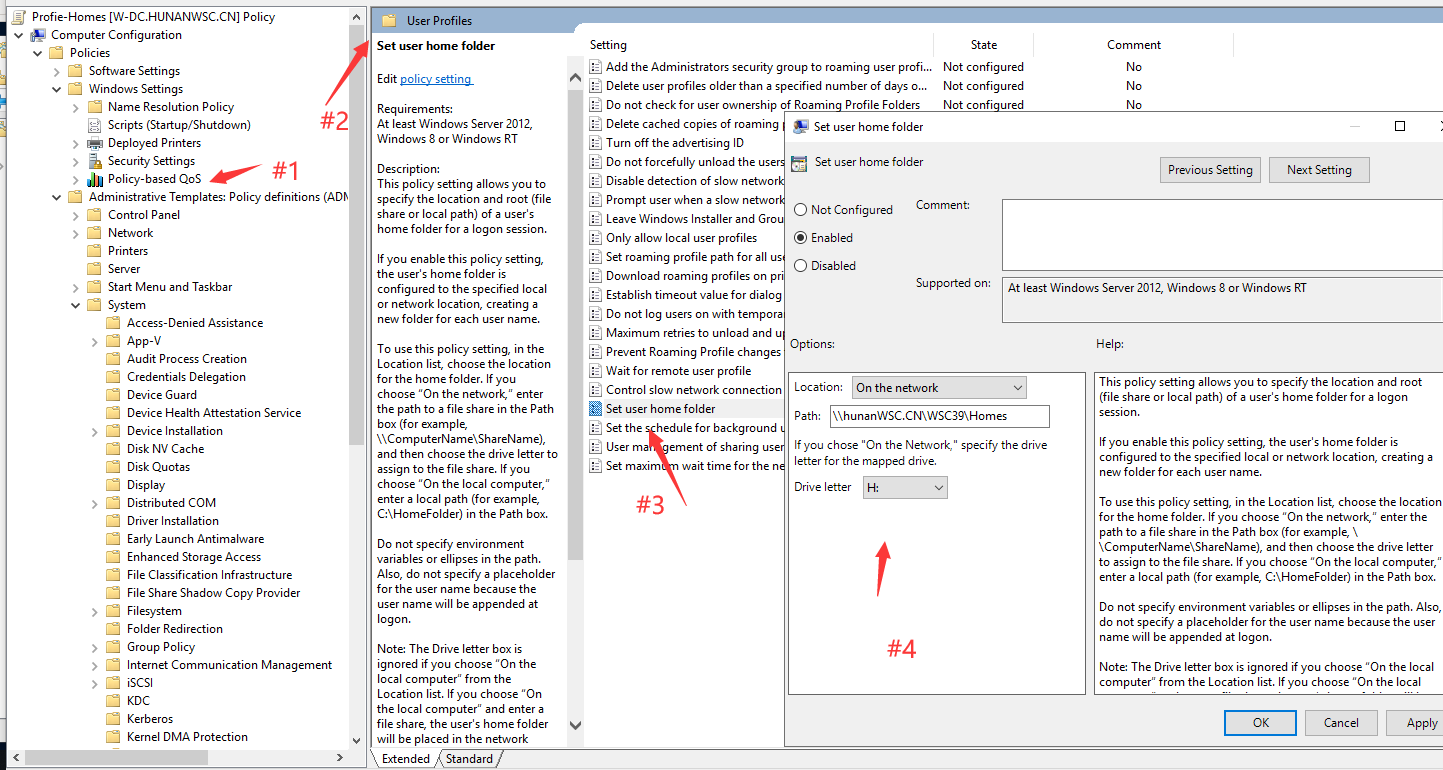 Profie-Homes [W-DC.HUNANWSC.CN] Policy
Computer Configuration
Policies
Software Settings
Windows Settings
Name Resolution Policy
Scripts (Startup/Shutdown)
Deployed Printers
Security Settings
Policy-based QoS
Administrative Templates: Policy definitions (ADM
Control Panel
Network
Printers
Server
Start Menu and Taskbar
System
Access-Denied Assistance
App-V
Audit Process Creation
Credentials Delegation
Device Guard
Device Health Attestation Service
Device Installation
Disk NV Cache
Disk Quotas
Display
Distributed COM
Driver Installation
Early Launch Antimalware
Enhanced Storage Access
File Classification Infrastructure
File Share Shadow Copy Provider
Filesystem
Folder Redirection
Group Policy
Internet Communication Management
iSCSI
KDC
Kerberos
Kernel DMA Protection
#1
#2
User Profiles
Set user home folder
Edit policy setting
Requirements:
At least Windows Server 2012,
Windows 8 or Windows RT
Description:
This policy setting allows you to
specify the location and root (file
share or local path) of a user's
home folder for a logon session.
If you enable this policy setting,
the user's home folder is
configured to the specified local
or network location, creating a
new folder for each user name.
To use this policy setting, in the
Location list, choose the location
for the home folder. If you
choose “On the network,” enter
the path to a file share in the Path
box (for example,
\\ComputerName\ShareName),
and then choose the drive letter to
assign to the file share. If you
choose “On the local computer,”
enter a local path (for example,
C:\HomeFolder) in the Path box.
Do not specify environment
variables or ellipses in the path.
Also, do not specify a placeholder
for the user name because the
user name will be appended at
logon.
Note: The Drive letter box is
ignored if you choose “On the
local computer” from the
Location list. If you choose “On
the local computer” and enter a
file share, the user's home folder
will be placed in the network
Extended
Standard
Setting State Comment
Add the Administrators security group to roaming user profi... Not configured No
Delete user profiles older than a specified number of days o... Not configured No
Do not check for user ownership of Roaming Profile Folders Not configured No
Delete cached copies of roaming
Turn off the advertising ID
Do not forcefully unload the users
Disable detection of slow network
Prompt user when a slow network
Leave Windows Installer and Grou
Only allow local user profiles
Set roaming profile path for all use
Download roaming profiles on pri
Establish timeout value for dialog
Do not log users on with tempora
Maximum retries to unload and up
Prevent Roaming Profile changes
Wait for remote user profile
Control slow network connection
Set user home folder
Set the schedule for background u
User management of sharing user
Set maximum wait time for the ne
#3
Set user home folder
Set user home folder
Previous Setting
Next Setting
Not Configured
Enabled
Disabled
Comment:
Supported on:
At least Windows Server 2012, Windows 8 or Windows RT
Options:
Help:
Location: On the network
Path: \\hunanWSC.CN\WSC39\Homes
If you chose "On the Network," specify the drive
letter for the mapped drive.
Drive letter H:
#4
This policy setting allows you to specify the location and root
(file share or local path) of a user's home folder for a logon
session.
If you enable this policy setting, the user's home folder is
configured to the specified local or network location, creating a
new folder for each user name.
To use this policy setting, in the Location list, choose the location
for the home folder. If you choose “On the network,” enter the
path to a file share in the Path box (for example, \
\ComputerName\ShareName), and then choose the drive letter
to assign to the file share. If you choose “On the local computer,”
enter a local path (for example, C:\HomeFolder) in the Path box.
Do not specify environment variables or ellipses in the path. Also,
do not specify a placeholder for the user name because the user
name will be appended at logon.
Note: The Drive letter box is ignored if you choose “On the local
computer” from the Location list. If you choose “On the local
OK
Cancel
Apply